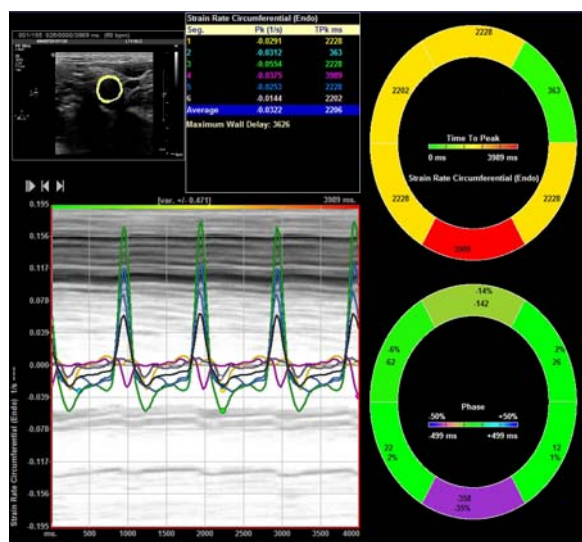 Strain Rate Circumferential (Endo)
Seg. Pk (1/s) TPk ms
1 -0.0291 2228
2 -0.0312 363
3 -0.0554 2228
4 -0.0375 3989
5 -0.0253 2228
6 -0.0144 2202
Average -0.0322 2206
Maximum Wall Delay: 3626
2228
2202
363
Time To Peak
0 ms 3989 ms
Strain Rate Circumferential (Endo)
2228
2228
3989
[var. +/- 0.471] 3989 ms.
0.195
0.156
0.117
0.078
0.039
0.000
-0.039
-0.078
-0.117
-0.156
-0.195
Strain Rate Circumferential (Endo) 1/s
ms. 500 1000 1500 2000 2500 3000 3500 4000
-14%
-142
-6%
62
2%
26
Phase
-50% +50%
-499 ms +499 ms
22
2%
12
1%
-358
-35%